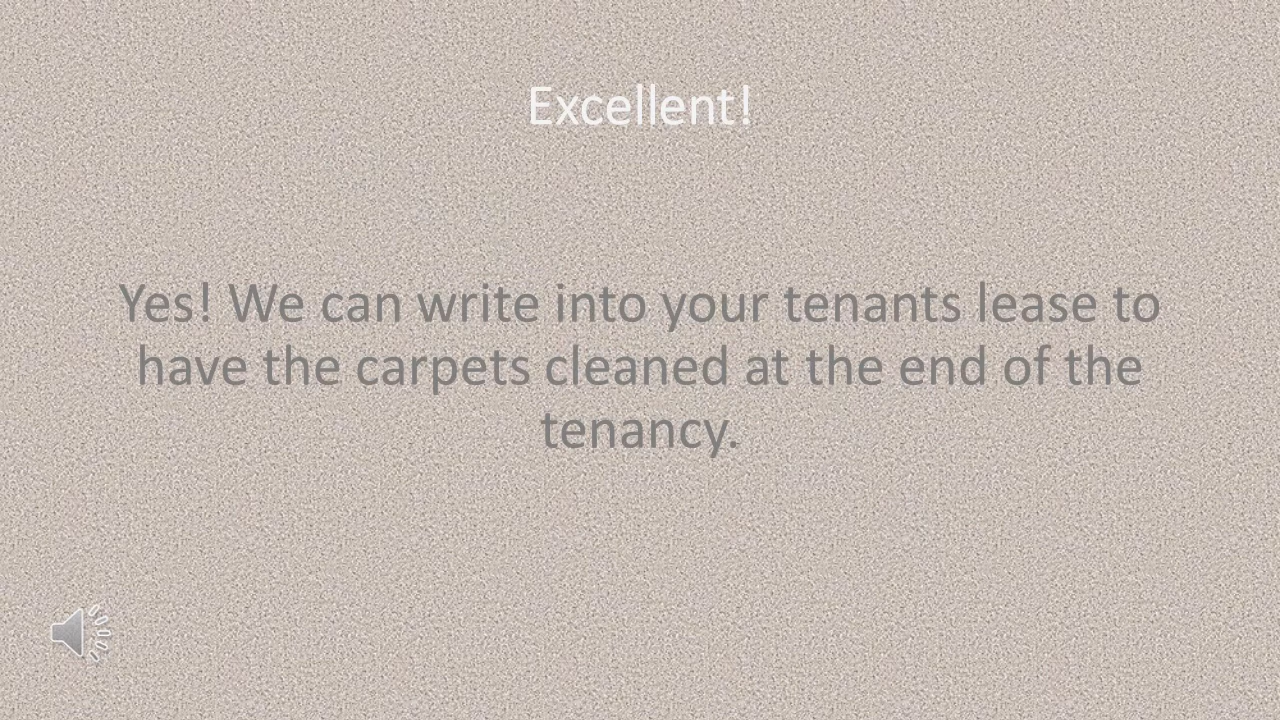 Excellent!
Yes! We can write into your tenants lease to
have the carpets cleaned at the end of the
tenancy.